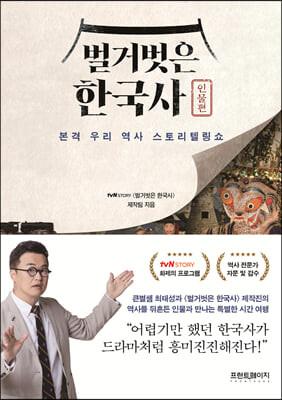 벌거벗은
한국사
인물편
본격 우리 역사 스토리텔링쇼
tvN STORY 〈벌거벗은 한국사〉
제작팀 지음
tvN STORY
화제의 프로그램
역사 전문가
자문 및 감수
큰별쌤 최태성과 〈벌거벗은 한국사〉 제작진의
역사를 뒤흔든 인물과 만나는 특별한 시간 여행
“어렵기만 했던 한국사가
드라마처럼 흥미진진해진다!”
프런트페이지